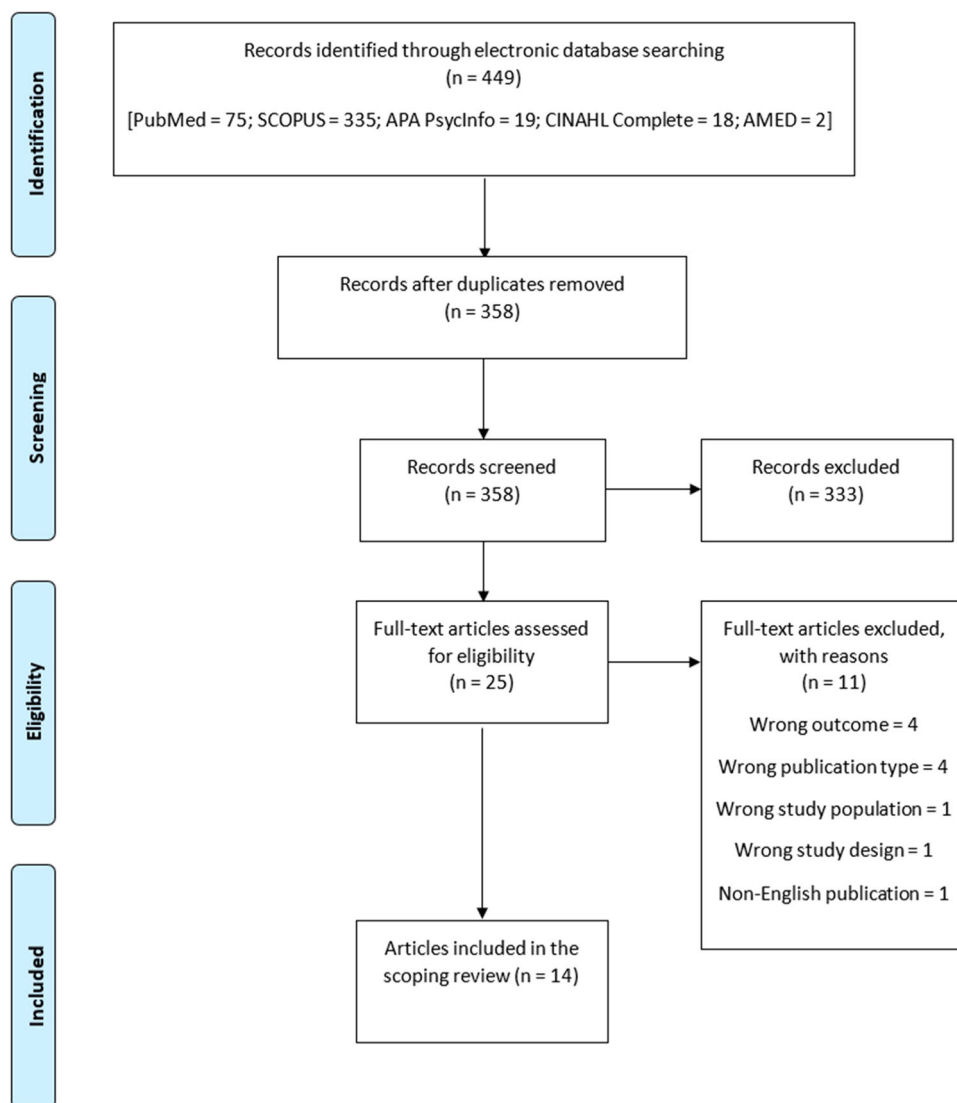 Identification
Records identified through electronic database searching
(n = 449)
[PubMed = 75; SCOPUS = 335; APA PsycInfo = 19; CINAHL Complete = 18; AMED = 2]
Records after duplicates removed
(n = 358)
Screening
Records screened
(n = 358)
Records excluded
(n = 333)
Eligibility
Full-text articles assessed
for eligibility
(n = 25)
Full-text articles excluded,
with reasons
(n = 11)
Wrong outcome = 4
Wrong publication type = 4
Wrong study population = 1
Wrong study design = 1
Non-English publication = 1
Included
Articles included in the
scoping review (n = 14)